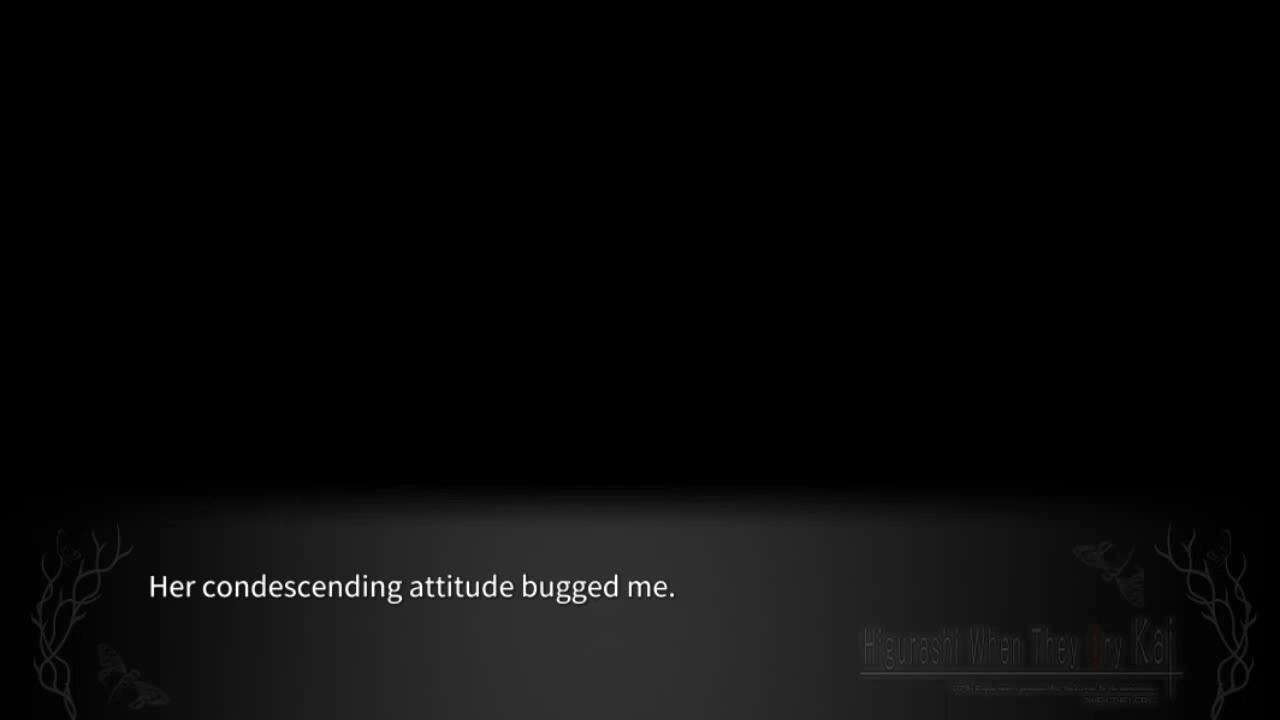 Her condescending attitude bugged me.
Higurashi When They Cry Kai